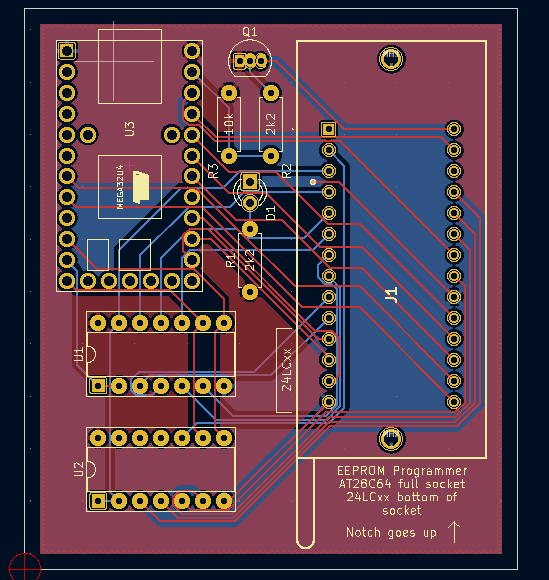 Q1
U3
10k
2k2
R3
R2
MEGA32U4
D1
R1
2k2
J1
U1
24LCxx
U2
EEPROM Programmer
AT28C64 full socket
24LCxx bottom of
socket
Notch goes up